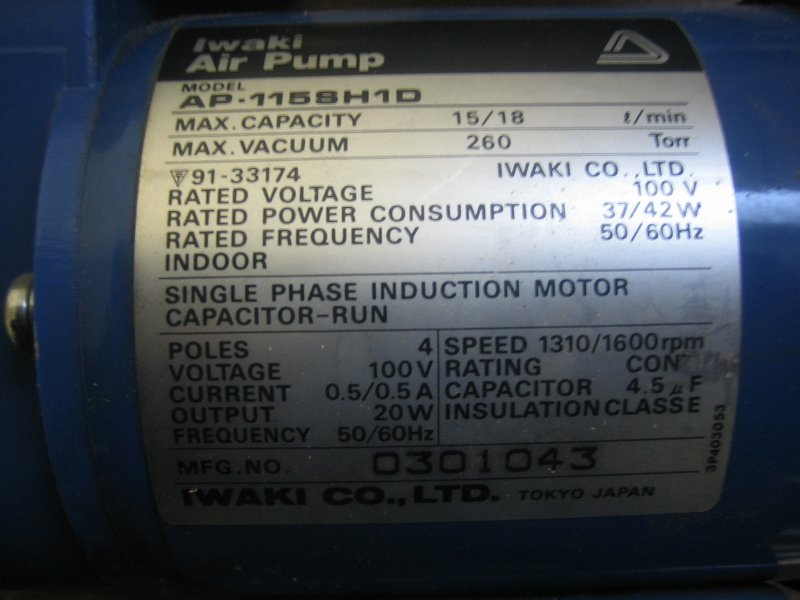 Iwaki
Air Pump
MODEL
AP-115SH1D
MAX. CAPACITY 15/18 ℓ/min
MAX. VACUUM 260 Torr
91-33174 IWAKI CO.,LTD.
RATED VOLTAGE 100 V
RATED POWER CONSUMPTION 37/42W
RATED FREQUENCY 50/60Hz
INDOOR
SINGLE PHASE INDUCTION MOTOR
CAPACITOR-RUN
POLES 4 SPEED 1310/1600rpm
VOLTAGE 100V RATING CONT
CURRENT 0.5/0.5A CAPACITOR 4.5μF
OUTPUT 20W INSULATION CLASS E
FREQUENCY 50/60Hz
3P403053
MFG.NO. 0301043
IWAKI CO.,LTD. TOKYO JAPAN